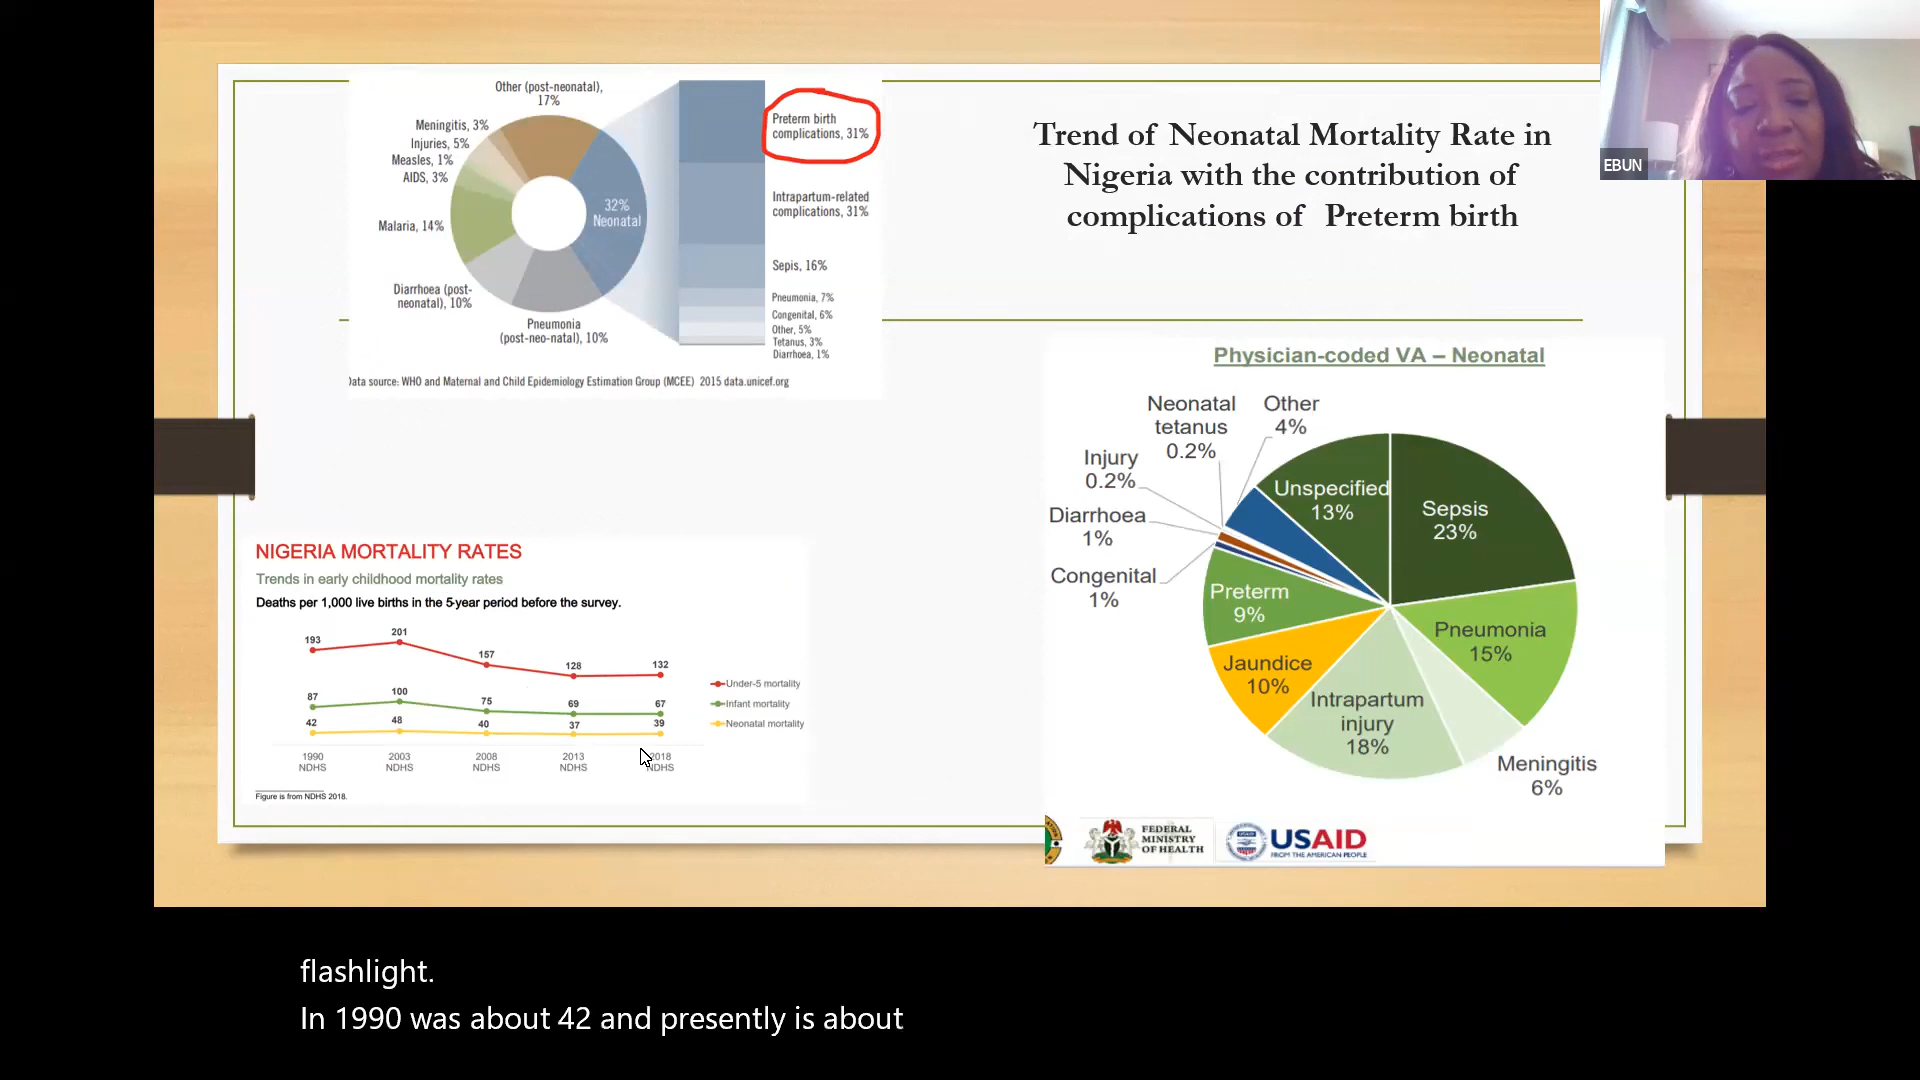 Other (post-neonatal),
17%
Meningitis, 3%
Injuries, 5%
Measles, 1%
AIDS, 3%
Malaria, 14%
Diarrhoea (post-
neonatal), 10%
Pneumonia
(post-neo-natal), 10%
32%
Neonatal
Preterm birth
complications, 31%
Intrapartum-related
complications, 31%
Sepis, 16%
Pneumonia, 7%
Congenital, 6%
Other, 5%
Tetanus, 3%
Diarrhoea, 1%
Data source: WHO and Maternal and Child Epidemiology Estimation Group (MCEE) 2015 data.unicef.org
Trend of Neonatal Mortality Rate in
Nigeria with the contribution of
complications of Preterm birth
EBUN
NIGERIA MORTALITY RATES
Trends in early childhood mortality rates
Deaths per 1,000 live births in the 5-year period before the survey.
193
201
157
128
132
87
100
75
69
67
42
48
40
37
39
Under-5 mortality
Infant mortality
Neonatal mortality
1990
NDHS
2003
NDHS
2008
NDHS
2013
NDHS
2018
NDHS
Figure is from NDHS 2018.
Physician-coded VA – Neonatal
Neonatal
tetanus
0.2%
Other
4%
Injury
0.2%
Diarrhoea
1%
Congenital
1%
Unspecified
13%
Sepsis
23%
Preterm
9%
Pneumonia
15%
Jaundice
10%
Intrapartum
injury
18%
Meningitis
6%
FEDERAL
MINISTRY
OF HEALTH
USAID
FROM THE AMERICAN PEOPLE
flashlight.
In 1990 was about 42 and presently is about